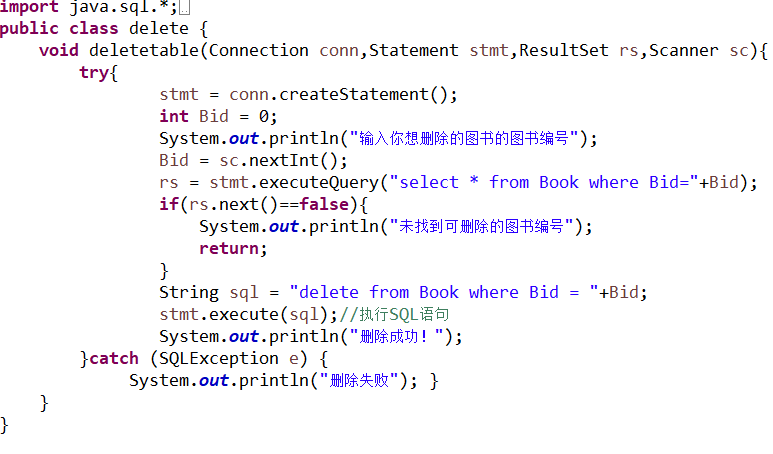 import java.sql.*;
public class delete {
    void deletetable(Connection conn,Statement stmt,ResultSet rs,Scanner sc){
        try{
                stmt = conn.createStatement();
                int Bid = 0;
                System.out.println("输入你想删除的图书的图书编号");
                Bid = sc.nextInt();
                rs = stmt.executeQuery("select * from Book where Bid="+Bid);
                if(rs.next()==false){
                    System.out.println("未找到可删除的图书编号");
                    return;
                }
                String sql = "delete from Book where Bid = "+Bid;
                stmt.execute(sql);//执行SQL语句
                System.out.println("删除成功！");
        }catch (SQLException e) {
             System.out.println("删除失败"); }
    }
}